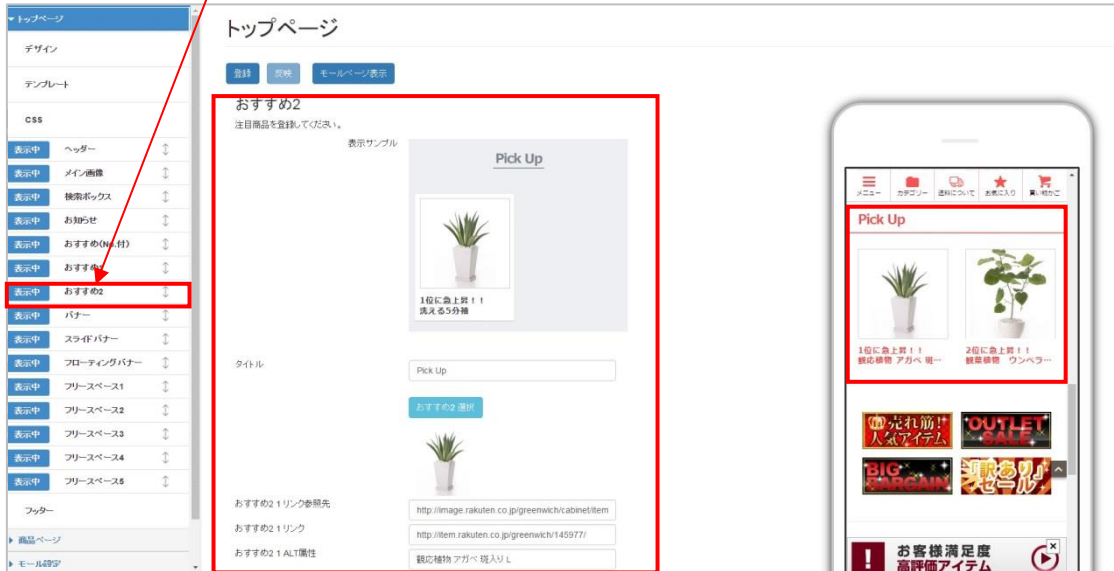 トップページ
デザイン
テンプレート
CSS
表示中 ヘッダー
表示中 メイン画像
表示中 検索ボックス
表示中 お知らせ
表示中 おすすめ(No.付)
表示中 おすすめ
表示中 おすすめ2
表示中 バナー
表示中 スライドバナー
表示中 フローティングバナー
表示中 フリースペース1
表示中 フリースペース2
表示中 フリースペース3
表示中 フリースペース4
表示中 フリースペース5
フッター
商品ページ
モール設定
トップページ
登録 反映 モールページ表示
おすすめ2
注目商品を登録してください。
表示サンプル
Pick Up
1位に急上昇!!
洗える5分袖
タイトル
Pick Up
おすすめ2 選択
おすすめ2 1 リンク参照先
http://image.rakuten.co.jp/greenwich/cabinet/item
おすすめ2 1 リンク
http://item.rakuten.co.jp/greenwich/145977/
おすすめ2 1 ALT属性
観応植物 アガベ 斑入り L
メニュー カテゴリー 送料について お気に入り 買い物かご
Pick Up
1位に急上昇!!
観応植物 アガベ 斑…
2位に急上昇!!
観葉植物 ウンベラ…
売れ筋!
人気アイテム
OUTLET
SALE
BIG
BARGAIN
『訳あり』
セール
お客様満足度
高評価アイテム